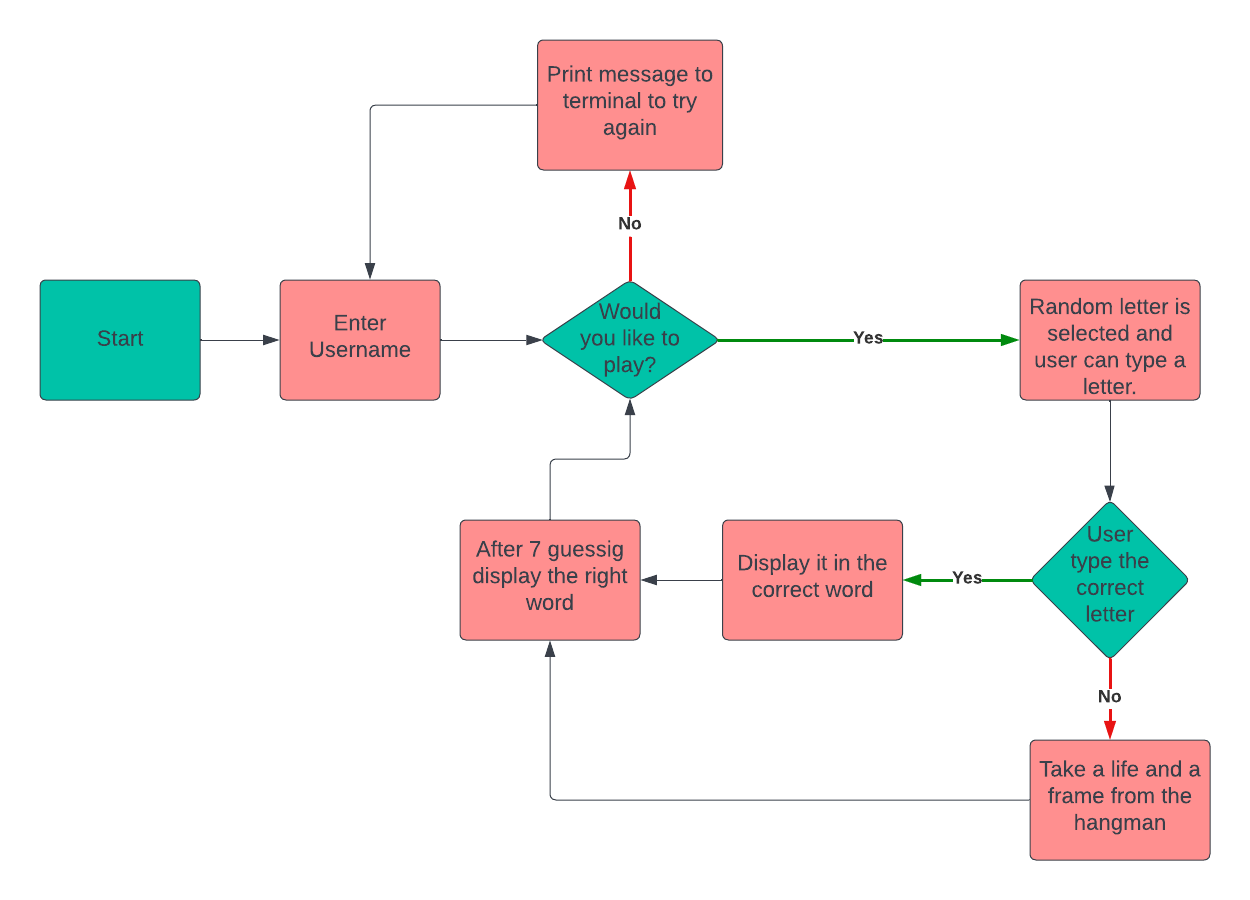 Print message to
terminal to try
again
No
Start
Enter
Username
Would
you like to
play?
Yes
Random letter is
selected and
user can type a
letter.
After 7 guessig
display the right
word
Display it in the
correct word
Yes
User
type the
correct
letter
No
Take a life and a
frame from the
hangman